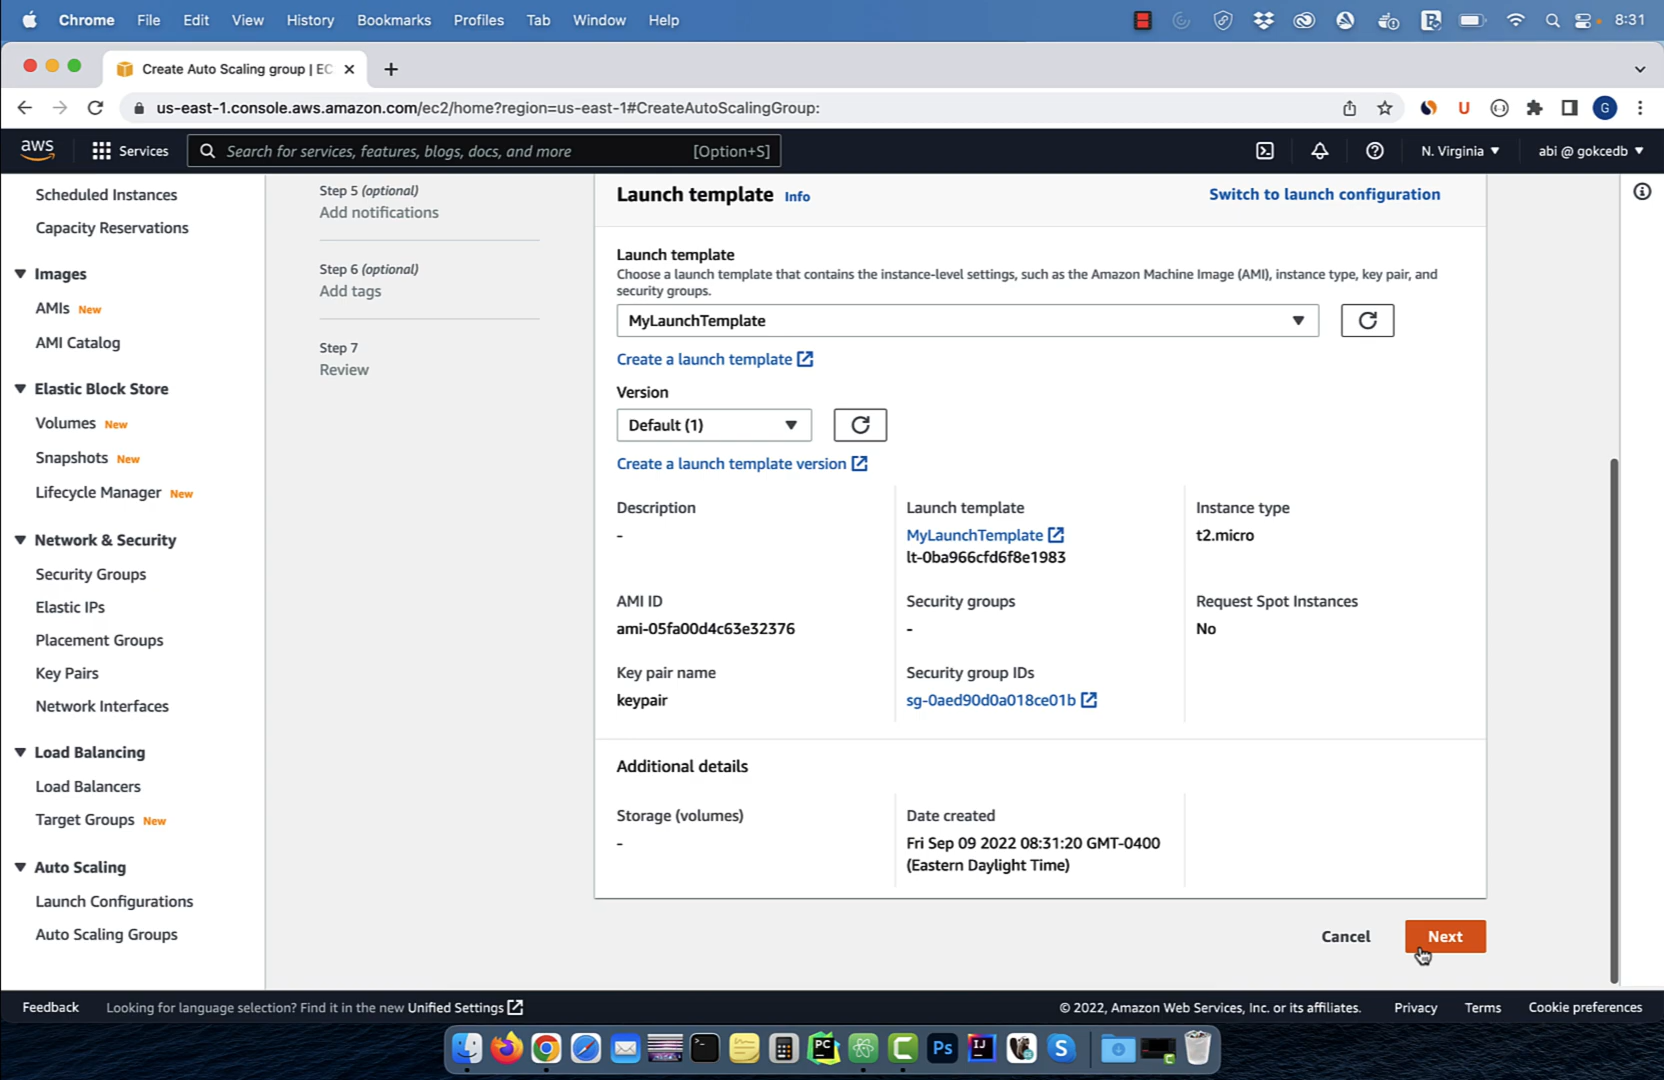 Chrome File Edit View History Bookmarks Profiles Tab Window Help 8:31
Create Auto Scaling group | EC
us-east-1.console.aws.amazon.com/ec2/home?region=us-east-1#CreateAutoScalingGroup:
U G
aws Services Search for services, features, blogs, docs, and more [Option+S] N. Virginia abi @ gokcedb
Scheduled Instances
Capacity Reservations
Images
AMIs New
AMI Catalog
Elastic Block Store
Volumes New
Snapshots New
Lifecycle Manager New
Network & Security
Security Groups
Elastic IPs
Placement Groups
Key Pairs
Network Interfaces
Load Balancing
Load Balancers
Target Groups New
Auto Scaling
Launch Configurations
Auto Scaling Groups
Step 5 (optional)
Add notifications
Step 6 (optional)
Add tags
Step 7
Review
Launch template Info Switch to launch configuration
Launch template
Choose a launch template that contains the instance-level settings, such as the Amazon Machine Image (AMI), instance type, key pair, and
security groups.
MyLaunchTemplate
Create a launch template
Version
Default (1)
Create a launch template version
Description
-
Launch template
MyLaunchTemplate
lt-0ba966cfd6f8e1983
Instance type
t2.micro
AMI ID
ami-05fa00d4c63e32376
Security groups
-
Request Spot Instances
No
Key pair name
keypair
Security group IDs
sg-0aed90d0a018ce01b
Additional details
Storage (volumes)
-
Date created
Fri Sep 09 2022 08:31:20 GMT-0400
(Eastern Daylight Time)
Cancel Next
Feedback Looking for language selection? Find it in the new Unified Settings © 2022, Amazon Web Services, Inc. or its affiliates. Privacy Terms Cookie preferences
PC Ps IJ S